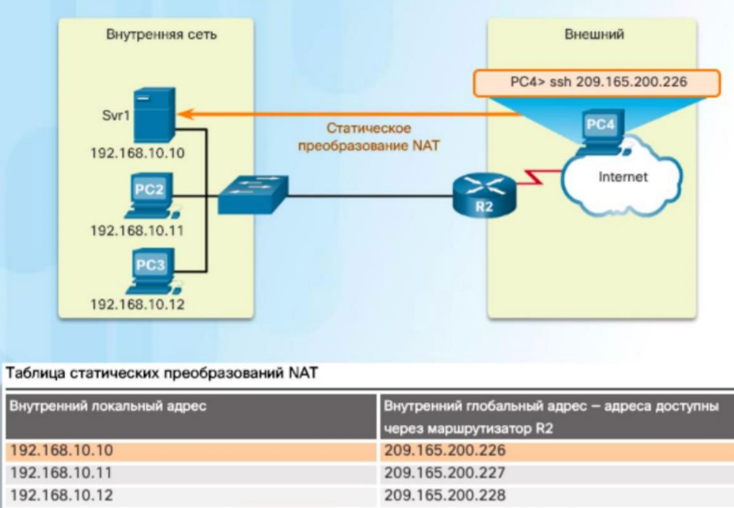 Внутренняя сеть
Внешний
PC4> ssh 209.165.200.226
Svr1
PC4
Статическое
преобразование NAT
192.168.10.10
Internet
PC2
R2
192.168.10.11
PC3
192.168.10.12
Таблица статических преобразований NAT
Внутренний локальный адрес
Внутренний глобальный адрес – адреса доступны
через маршрутизатор R2
192.168.10.10 209.165.200.226
192.168.10.11 209.165.200.227
192.168.10.12 209.165.200.228